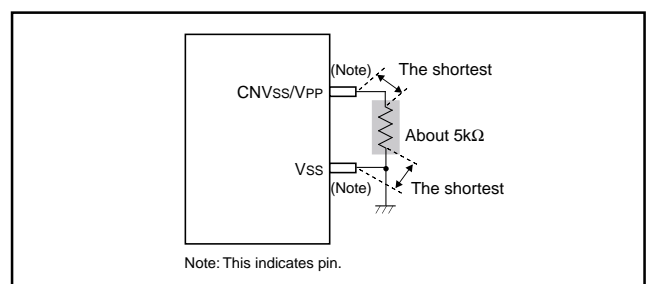 (Note)
The shortest
CNVSS/VPP
About 5kΩ
VSS
(Note)
The shortest
Note: This indicates pin.